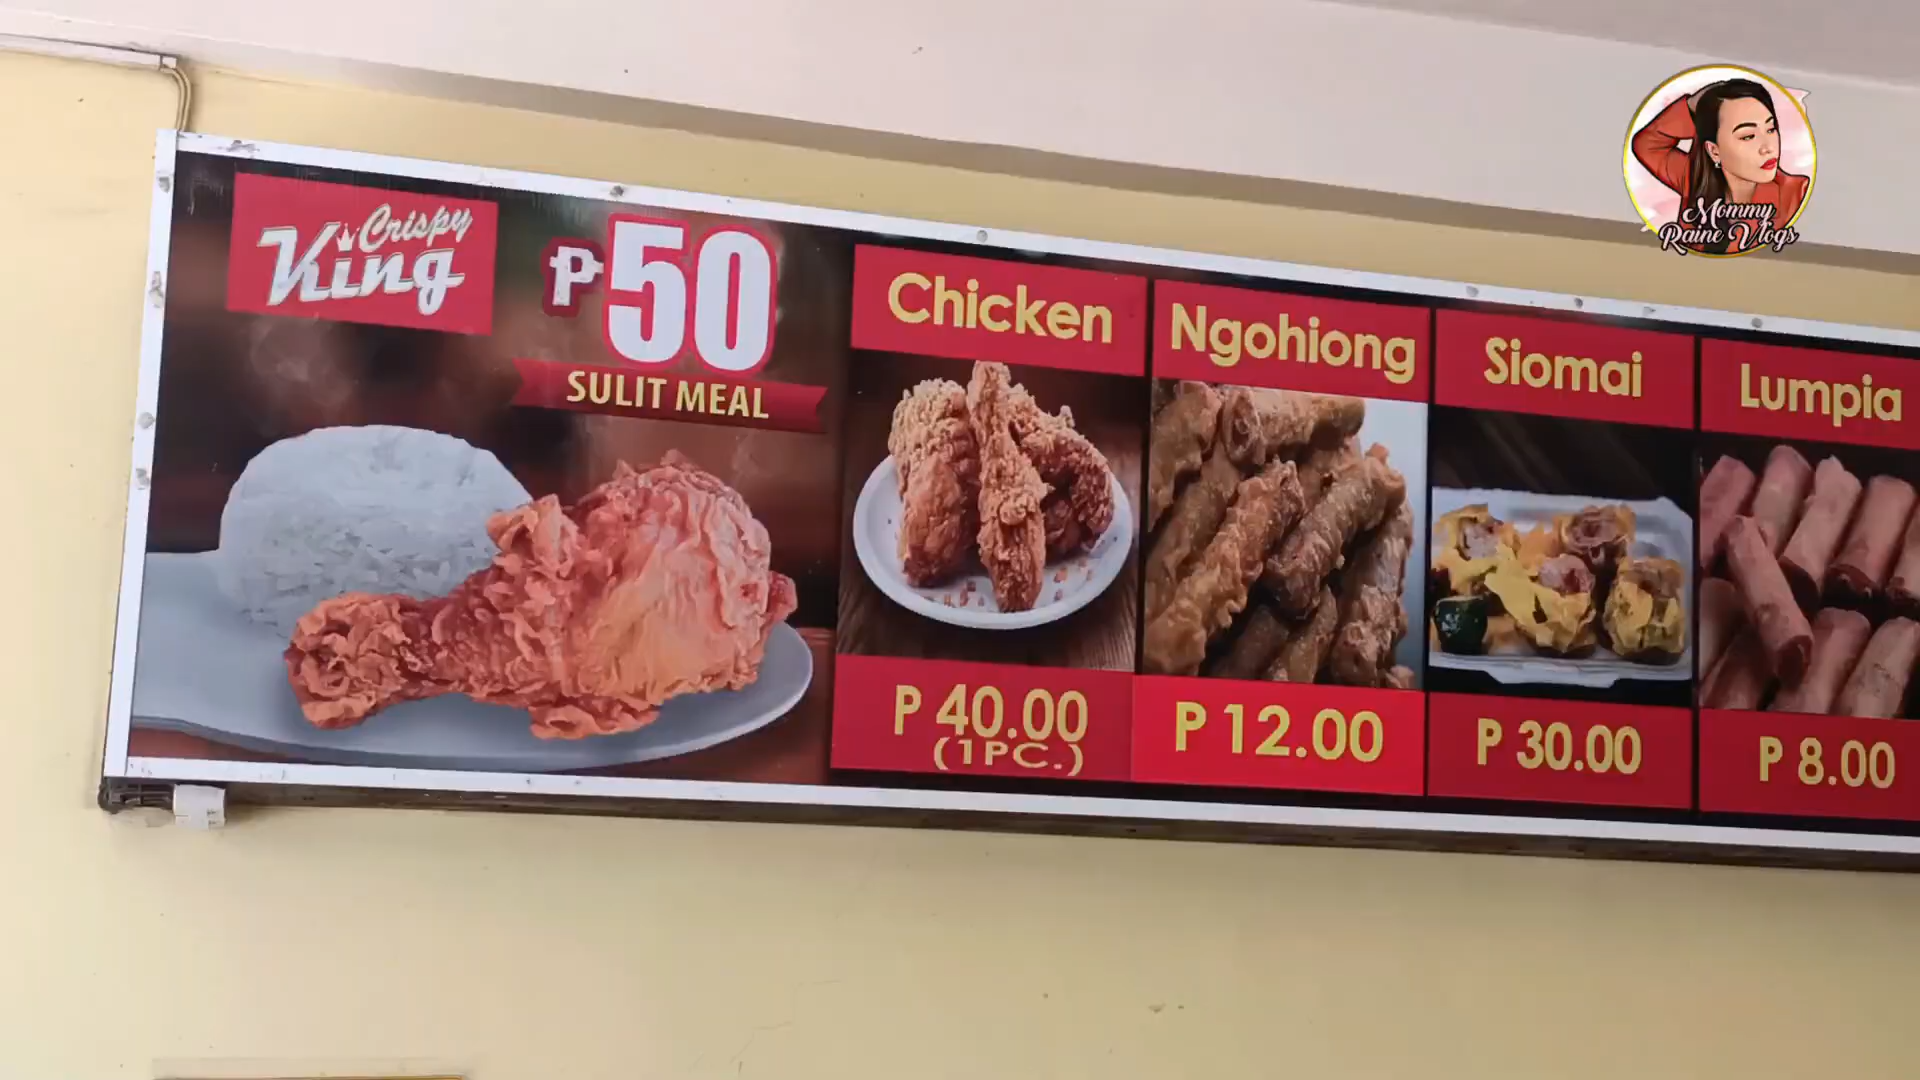 Crispy
King
₱50
SULIT MEAL
Chicken
P 40.00
(1PC.)
Ngohiong
P 12.00
Siomai
P 30.00
Lumpia
P 8.00
Mommy
Raine Vlogs